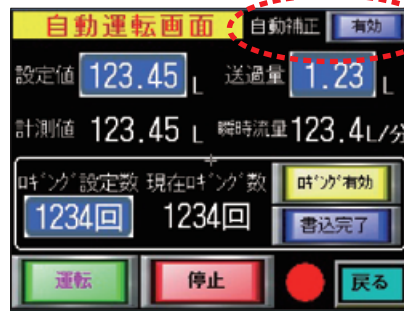 自動運転画面 自動補正 有効
設定値 123.45 L 送過量 1.23 L
計測値 123.45 L 瞬時流量 123.4L/分
ﾛｷﾞﾝｸﾞ設定数 現在ﾛｷﾞﾝｸﾞ数 ﾛｷﾞﾝｸﾞ有効
1234回 1234回 書込完了
運転 停止 戻る